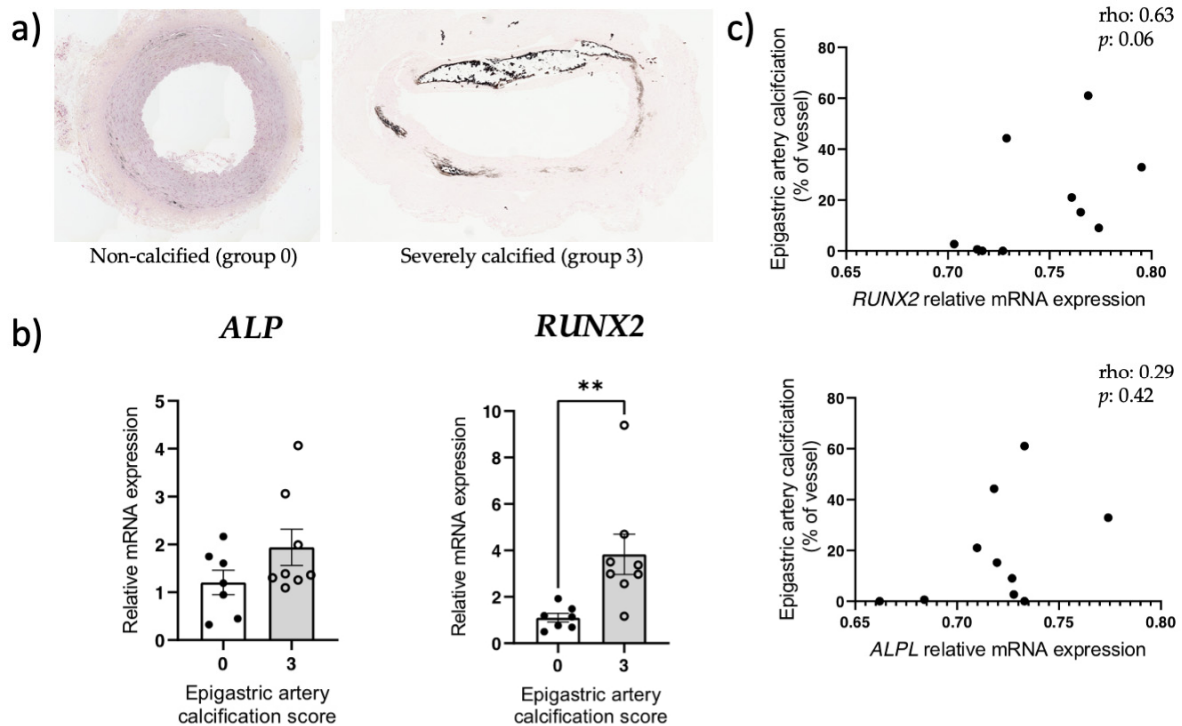 a)
Non-calcified (group 0)
Severely calcified (group 3)
b)
ALP
Relative mRNA expression
5
4
3
2
1
0
0 3
Epigastric artery
calcification score
RUNX2
**
Relative mRNA expression
10
8
6
4
2
0
0 3
Epigastric artery
calcification score
c)
rho: 0.63
p: 0.06
Epigastric artery calcifciation
(% of vessel)
80
60
40
20
0
0.65 0.70 0.75 0.80
RUNX2 relative mRNA expression
rho: 0.29
p: 0.42
Epigastric artery calcifciation
(% of vessel)
80
60
40
20
0
0.65 0.70 0.75 0.80
ALPL relative mRNA expression